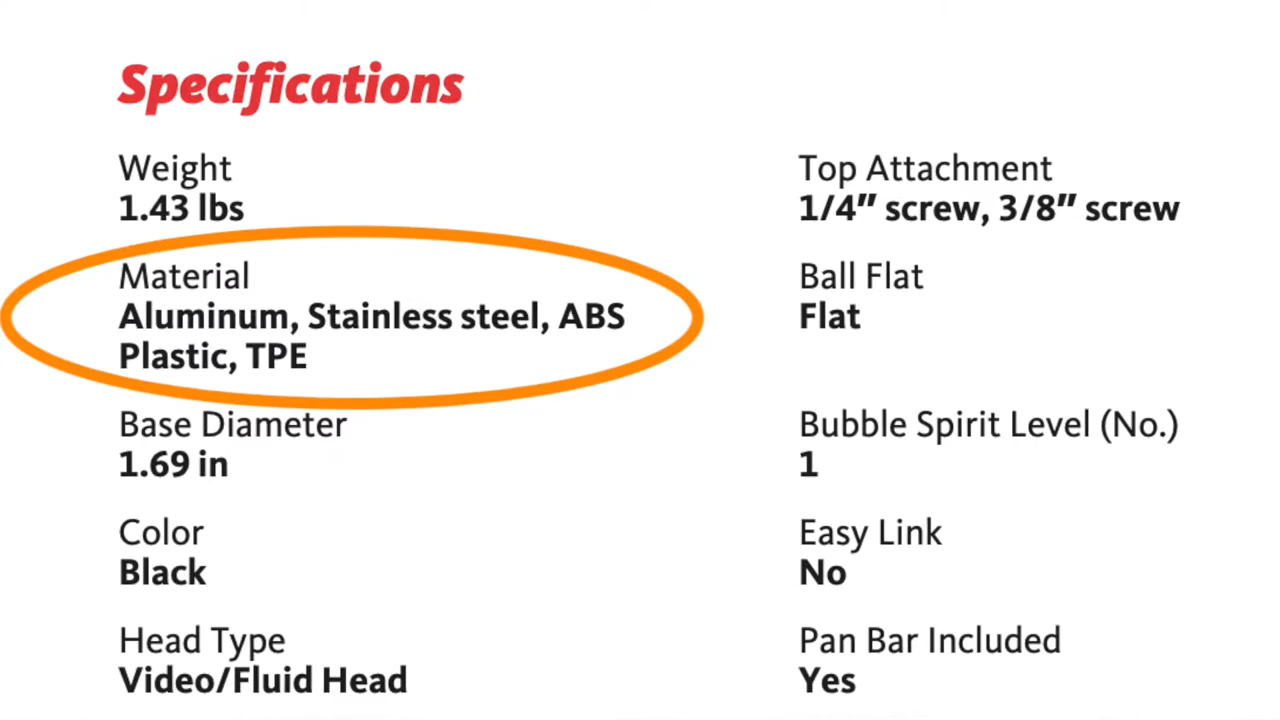 Specifications
Weight
1.43 lbs
Material
Aluminum, Stainless steel, ABS
Plastic, TPE
Base Diameter
1.69 in
Color
Black
Head Type
Video/Fluid Head
Top Attachment
1/4″ screw, 3/8″ screw
Ball Flat
Flat
Bubble Spirit Level (No.)
1
Easy Link
No
Pan Bar Included
Yes